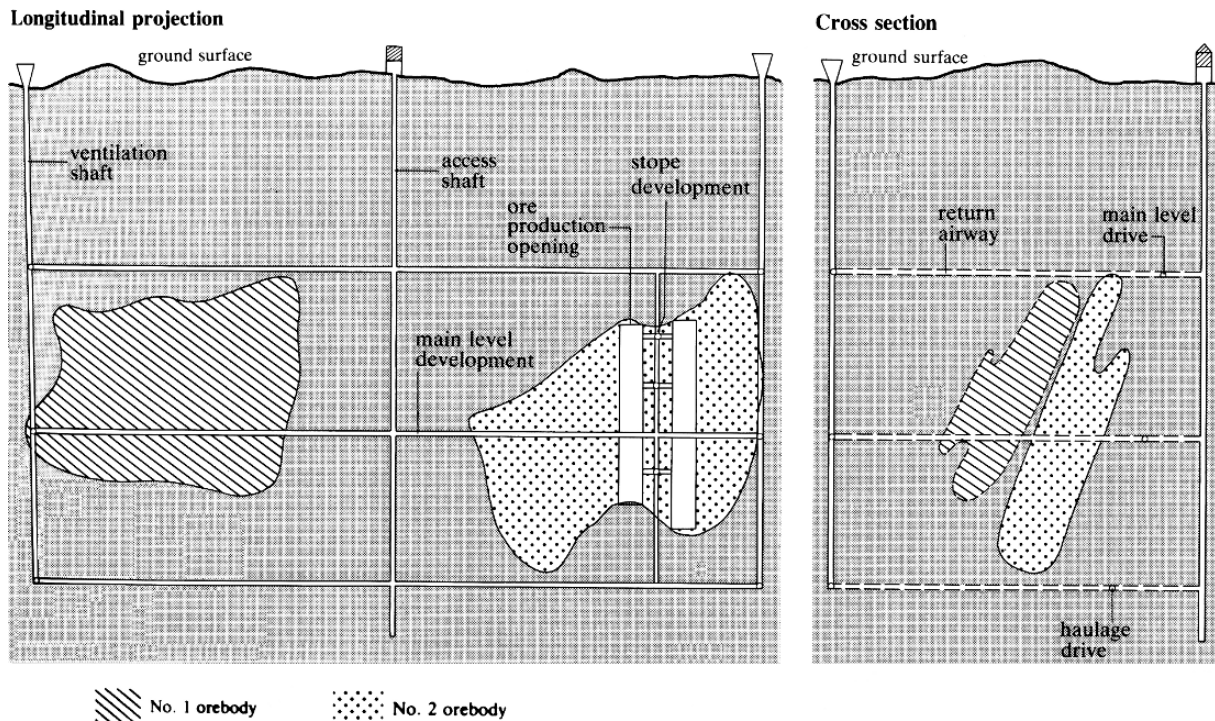 Longitudinal projection
ground surface
ventilation
shaft
access
shaft
stope
development
ore
production
opening
main level
development
Cross section
ground surface
return
airway
main level
drive
haulage
drive
No. 1 orebody
No. 2 orebody